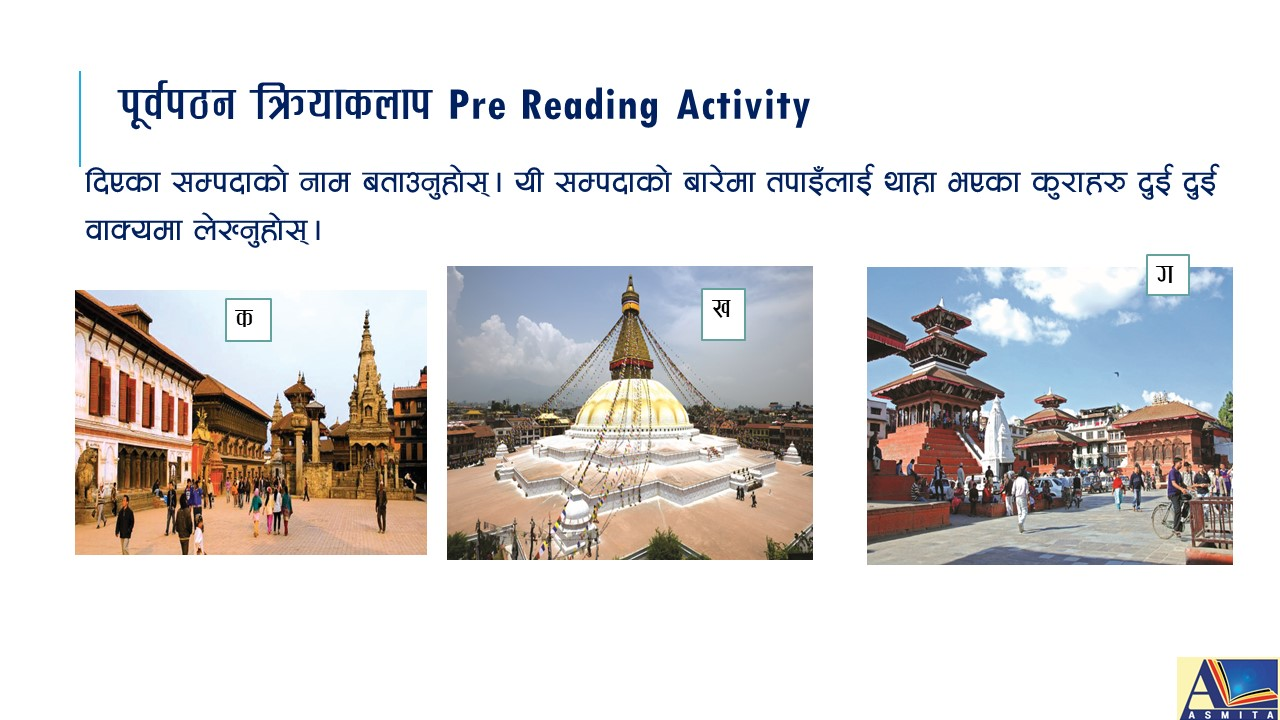 पूर्वपठन क्रियाकलाप Pre Reading Activity
दिएका सम्पदाको नाम बताउनुहोस् । यी सम्पदाको बारेमा तपाइँलाई थाहा भएका कुराहरु दुई दुई
वाक्यमा लेख्नुहोस् ।
क
ख
ग
ASMITA